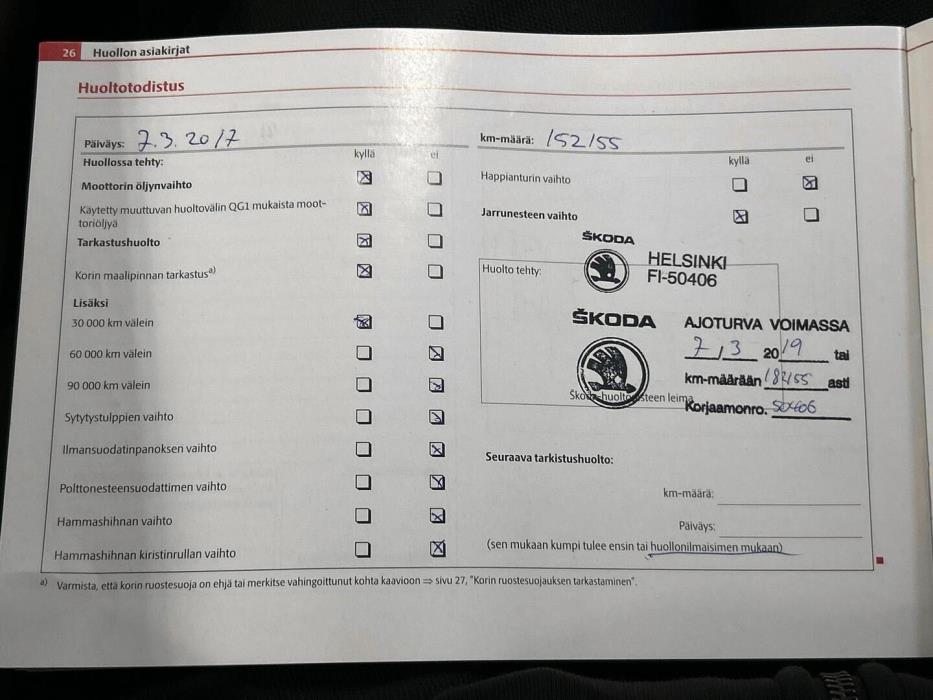 26 Huollon asiakirjat
Huoltotodistus
Päiväys: 7.3.2017
Huollossa tehty: kyllä ei
Moottorin öljynvaihto
Käytetty muuttuvan huoltovälin QG1 mukaista moot-
toriöljyä
Tarkastushuolto
Korin maalipinnan tarkastus a)
Lisäksi
30 000 km välein
60 000 km välein
90 000 km välein
Sytytystulppien vaihto
Ilmansuodatinpanoksen vaihto
Polttonesteensuodattimen vaihto
Hammashihnan vaihto
Hammashihnan kiristinrullan vaihto
km-määrä: 152155
kyllä ei
Happianturin vaihto
Jarrunesteen vaihto
Huolto tehty:
ŠKODA
HELSINKI
FI-50406
ŠKODA
AJOTURVA VOIMASSA
7/3 2019 tai
km-määrään 182155 asti
Korjaamonro. 50406
Škoda-huoltopisteen leima
Seuraava tarkistushuolto:
km-määrä:
Päiväys:
(sen mukaan kumpi tulee ensin tai huollonilmaisimen mukaan)
a) Varmista, että korin ruostesuoja on ehjä tai merkitse vahingoittunut kohta kaavioon ⇒ sivu 27, "Korin ruostesuojauksen tarkastaminen".